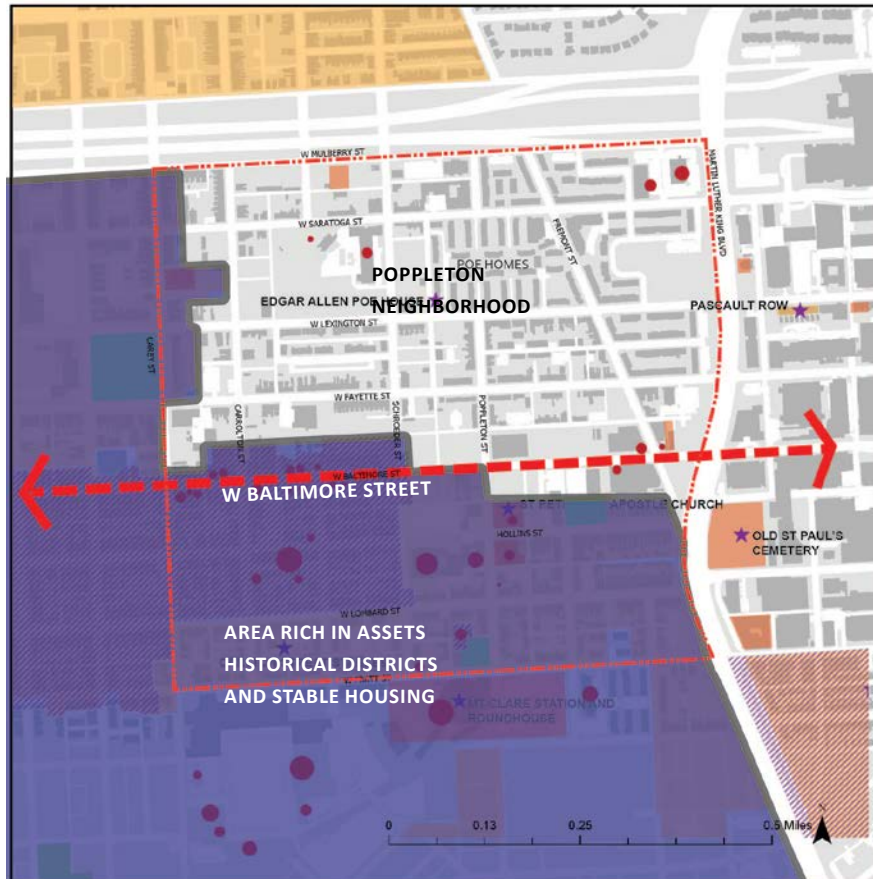 W MULBERRY ST
MARTIN LUTHER KING BLVD
W SARATOGA ST
FREMONT ST
POE HOMES
POPPLETON
NEIGHBORHOOD
EDGAR ALLEN POE HOUSE
PASCAULT ROW
W LEXINGTON ST
CAREY ST
W FAYETTE ST
CARROLLTON ST
SCHROEDER ST
POPPLETON ST
W BALTIMORE ST
W BALTIMORE STREET
APOSTLE CHURCH
HOLLINS ST
OLD ST PAUL'S
CEMETERY
W LOMBARD ST
AREA RICH IN ASSETS
HISTORICAL DISTRICTS
AND STABLE HOUSING
MT CLARE STATION AND
ROUNDHOUSE
0 0.13 0.25 0.5 Miles
N